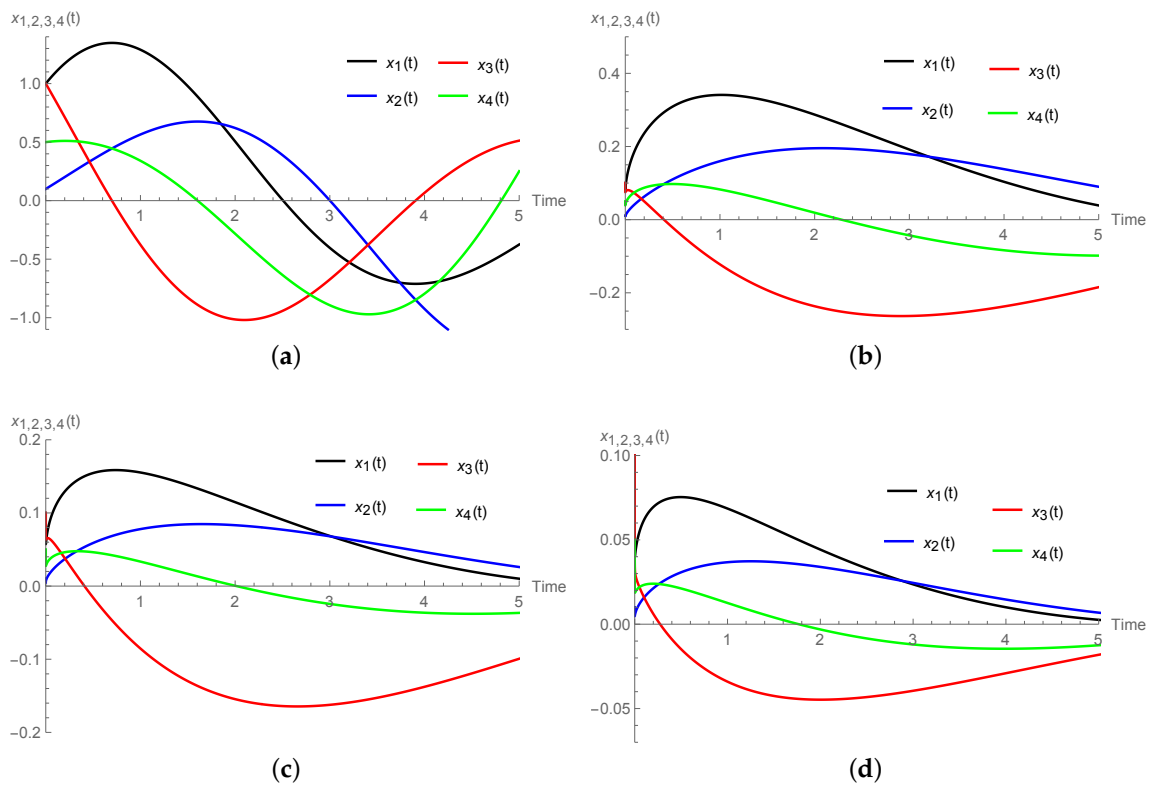 x1,2,3,4(t)
x1(t) x3(t)
x2(t) x4(t)
1.0
0.5
0.0
-0.5
-1.0
1 2 3 4 5 Time
(a)
x1,2,3,4(t)
x1(t) x3(t)
x2(t) x4(t)
0.4
0.2
0.0
-0.2
1 2 3 4 5 Time
(b)
x1,2,3,4(t)
x1(t) x3(t)
x2(t) x4(t)
0.2
0.1
0.0
-0.1
-0.2
1 2 3 4 5 Time
(c)
x1,2,3,4(t)
x1(t) x3(t)
x2(t) x4(t)
0.10
0.05
0.00
-0.05
1 2 3 4 5 Time
(d)